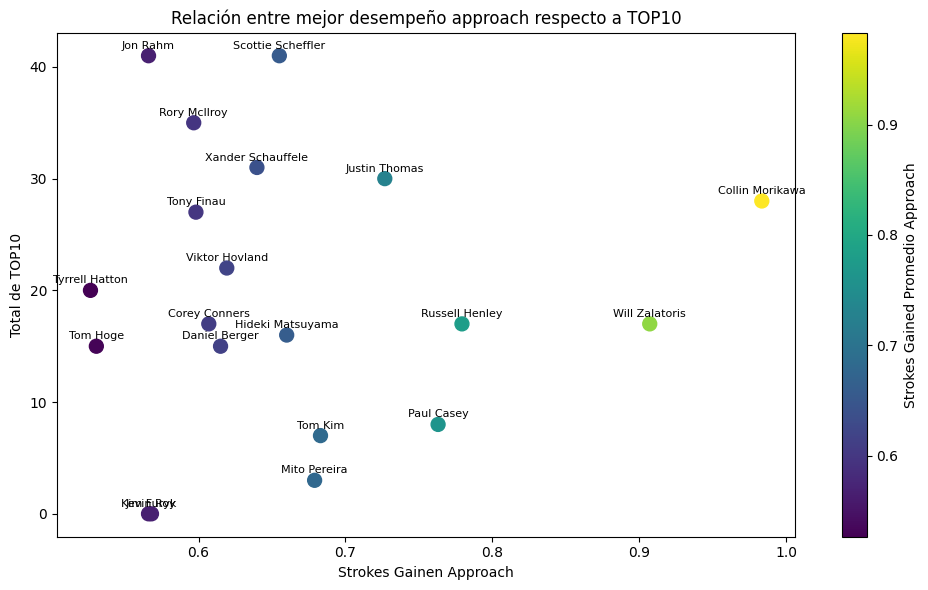 Relación entre mejor desempeño approach respecto a TOP10
Jon Rahm
Scottie Scheffler
Rory McIlroy
Xander Schauffele
Justin Thomas
Collin Morikawa
Tony Finau
Viktor Hovland
Tyrrell Hatton
Corey Conners
Hideki Matsuyama
Russell Henley
Will Zalatoris
Tom Hoge
Daniel Berger
Paul Casey
Tom Kim
Mito Pereira
40
30
20
10
0
Total de TOP10
0.6
0.7
0.8
0.9
1.0
Strokes Gainen Approach
0.9
0.8
0.7
0.6
Strokes Gained Promedio Approach